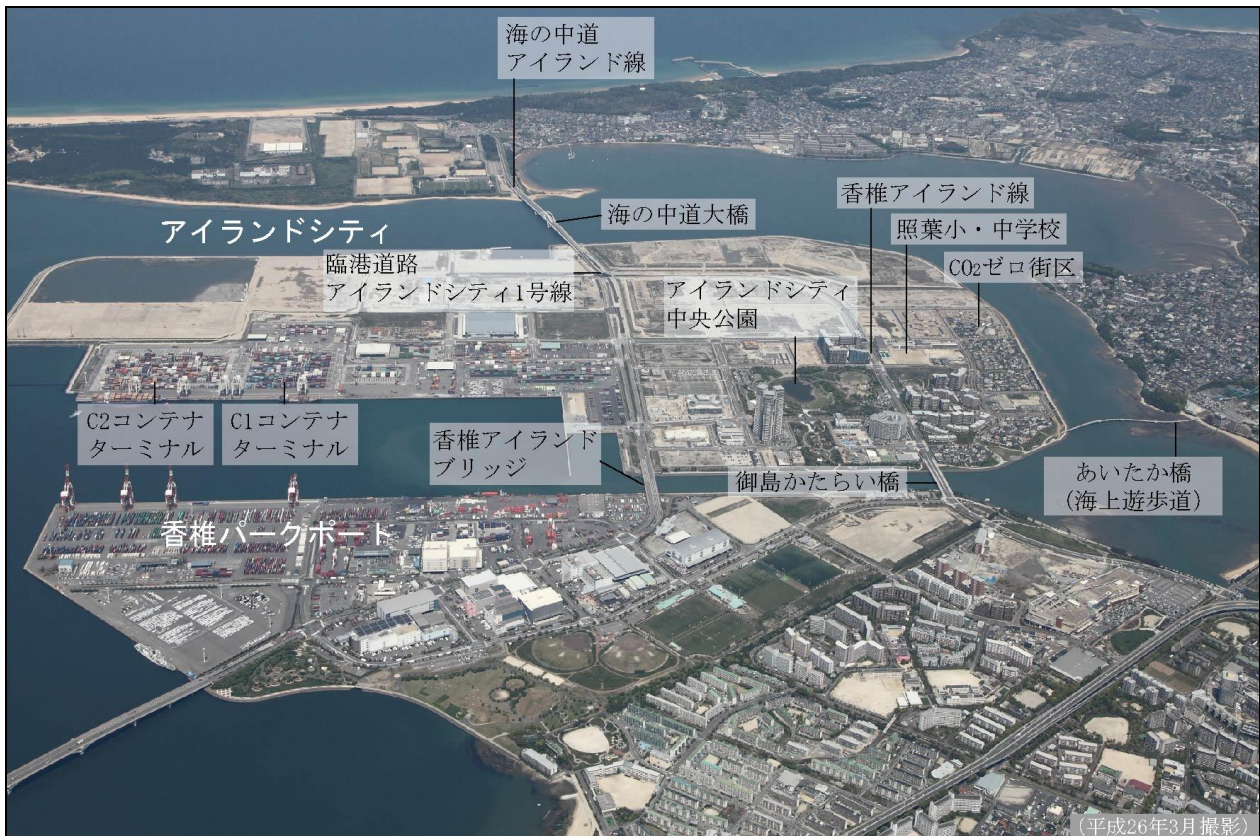 海の中道
アイランド線
香椎アイランド線
海の中道大橋
照葉小・中学校
アイランドシティ
CO₂ゼロ街区
臨港道路
アイランドシティ1号線
アイランドシティ
中央公園
C2コンテナ
ターミナル
C1コンテナ
ターミナル
香椎アイランド
ブリッジ
御島かたらい橋
あいたか橋
(海上遊歩道)
香椎パークポート
(平成26年3月撮影)